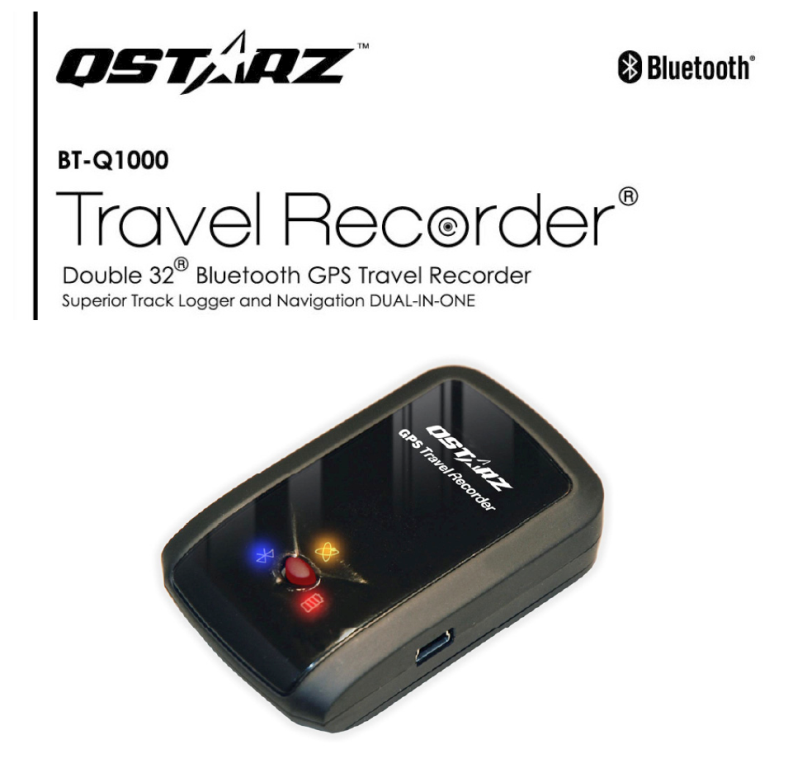 QSTARZ™
Bluetooth®
BT-Q1000
Travel Recorder®
Double 32® Bluetooth GPS Travel Recorder
Superior Track Logger and Navigation DUAL-IN-ONE
QSTARZ
GPS Travel Recorder